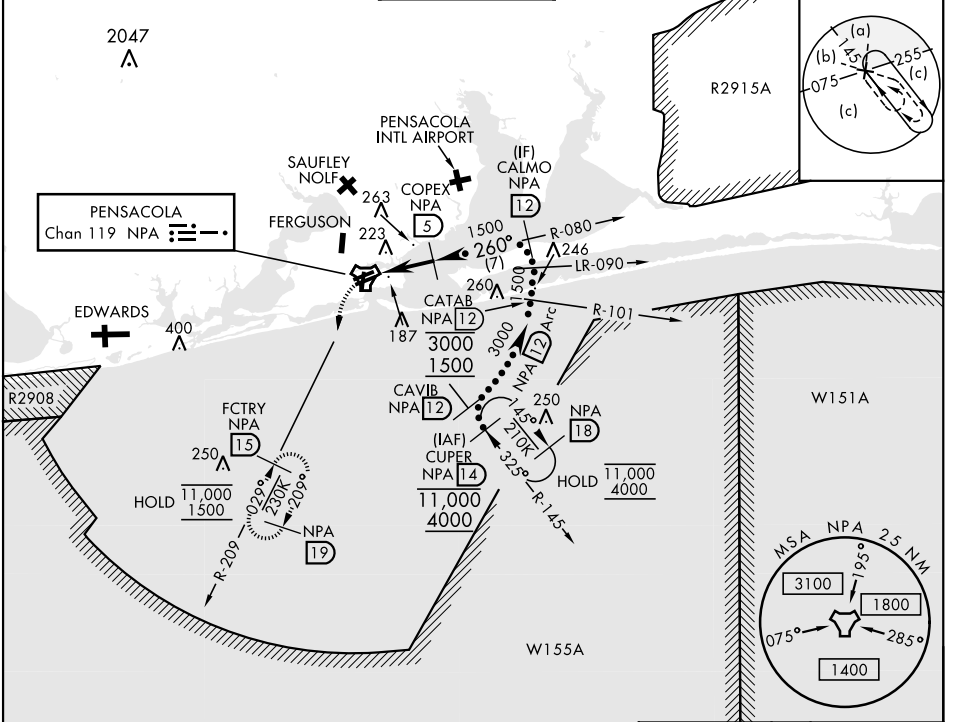 2047
R2915A
(a)
(b)
145
255
075
(c)
(c)
PENSACOLA
INTL AIRPORT
SAUFLEY
NOLF
(IF)
CALMO
NPA
12
263
COPEX
NPA
5
PENSACOLA
Chan 119 NPA
FERGUSON
223
1500
260°
(7)
R-080
246
LR-090
260
1500
187
CATAB
NPA 12
3000
1500
R-101
EDWARDS
400
3000
NPA 12 Arc
R2908
CAVIB
NPA 12
W151A
FCTRY
NPA
15
250
145°
210K
325°
250
NPA
18
(IAF)
CUPER
NPA 14
11,000
4000
HOLD 11,000
4000
R-145
HOLD 11,000
1500
029°
230K
209°
NPA
19
R-209
W155A
MSA NPA 25 NM
195°
3100
1800
075°
285°
1400